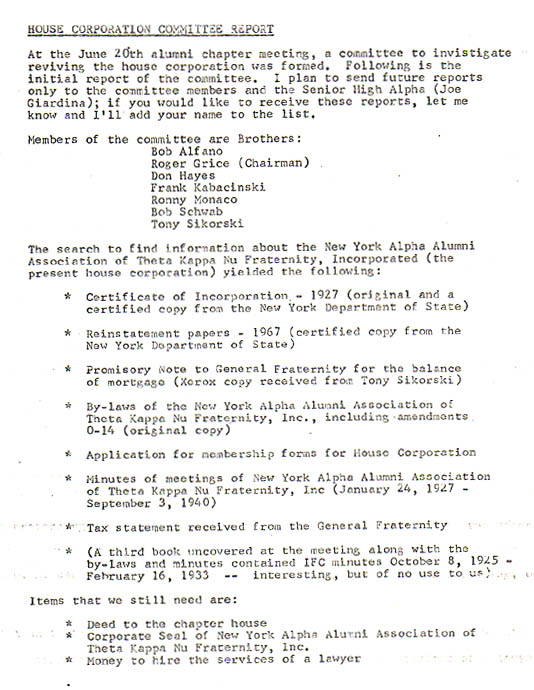 HOUSE CORPORATION COMMITTEE REPORT
At the June 20th alumni chapter meeting, a committee to invistigate
reviving the house corporation was formed. Following is the
initial report of the committee. I plan to send future reports
only to the committee members and the Senior High Alpha (Joe
Giardina); if you would like to receive these reports, let me
know and I'll add your name to the list.
Members of the committee are Brothers:
Bob Alfano
Roger Grice (Chairman)
Don Hayes
Frank Kabacinski
Ronny Monaco
Bob Schwab
Tony Sikorski
The search to find information about the New York Alpha Alumni
Association of Theta Kappa Nu Fraternity, Incorporated (the
present house corporation) yielded the following:
* Certificate of Incorporation - 1927 (original and a
certified copy from the New York Department of State)
* Reinstatement papers - 1967 (certified copy from the
New York Department of State)
* Promisory Note to General Fraternity for the balance
of mortgage (Xerox copy received from Tony Sikorski)
* By-laws of the New York Alpha Alumni Association of
Theta Kappa Nu Fraternity, Inc., including amendments
0-14 (original copy)
* Application for membership forms for House Corporation
* Minutes of meetings of New York Alpha Alumni Association
of Theta Kappa Nu Fraternity, Inc (January 24, 1927 -
September 3, 1940)
* Tax statement received from the General Fraternity
* (A third book uncovered at the meeting along with the
by-laws and minutes contained IFC minutes October 8, 1925 -
February 16, 1933 -- interesting, but of no use to us)
Items that we still need are:
* Deed to the chapter house
* Corporate Seal of New York Alpha Alumni Association of
Theta Kappa Nu Fraternity, Inc.
* Money to hire the services of a lawyer